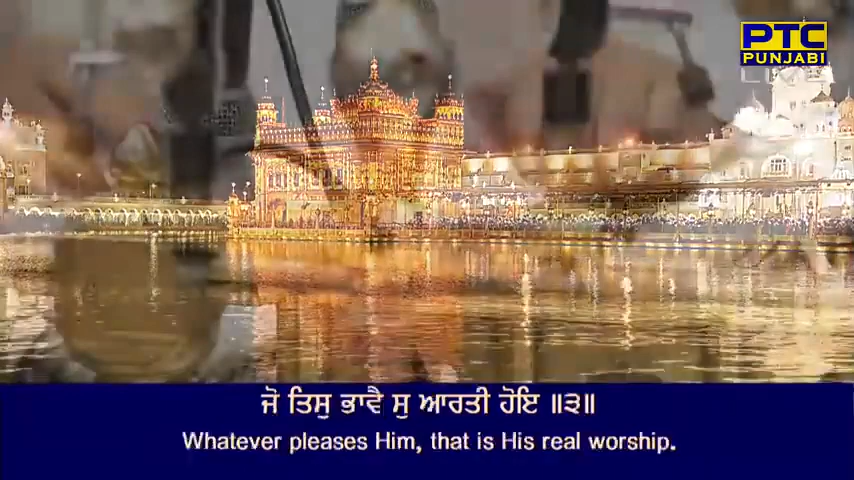 PTC
PUNJABI
LIVE
ਜੋ ਤਿਸੁ ਭਾਵੈ ਸੁ ਆਰਤੀ ਹੋਇ ॥੩॥
Whatever pleases Him, that is His real worship.